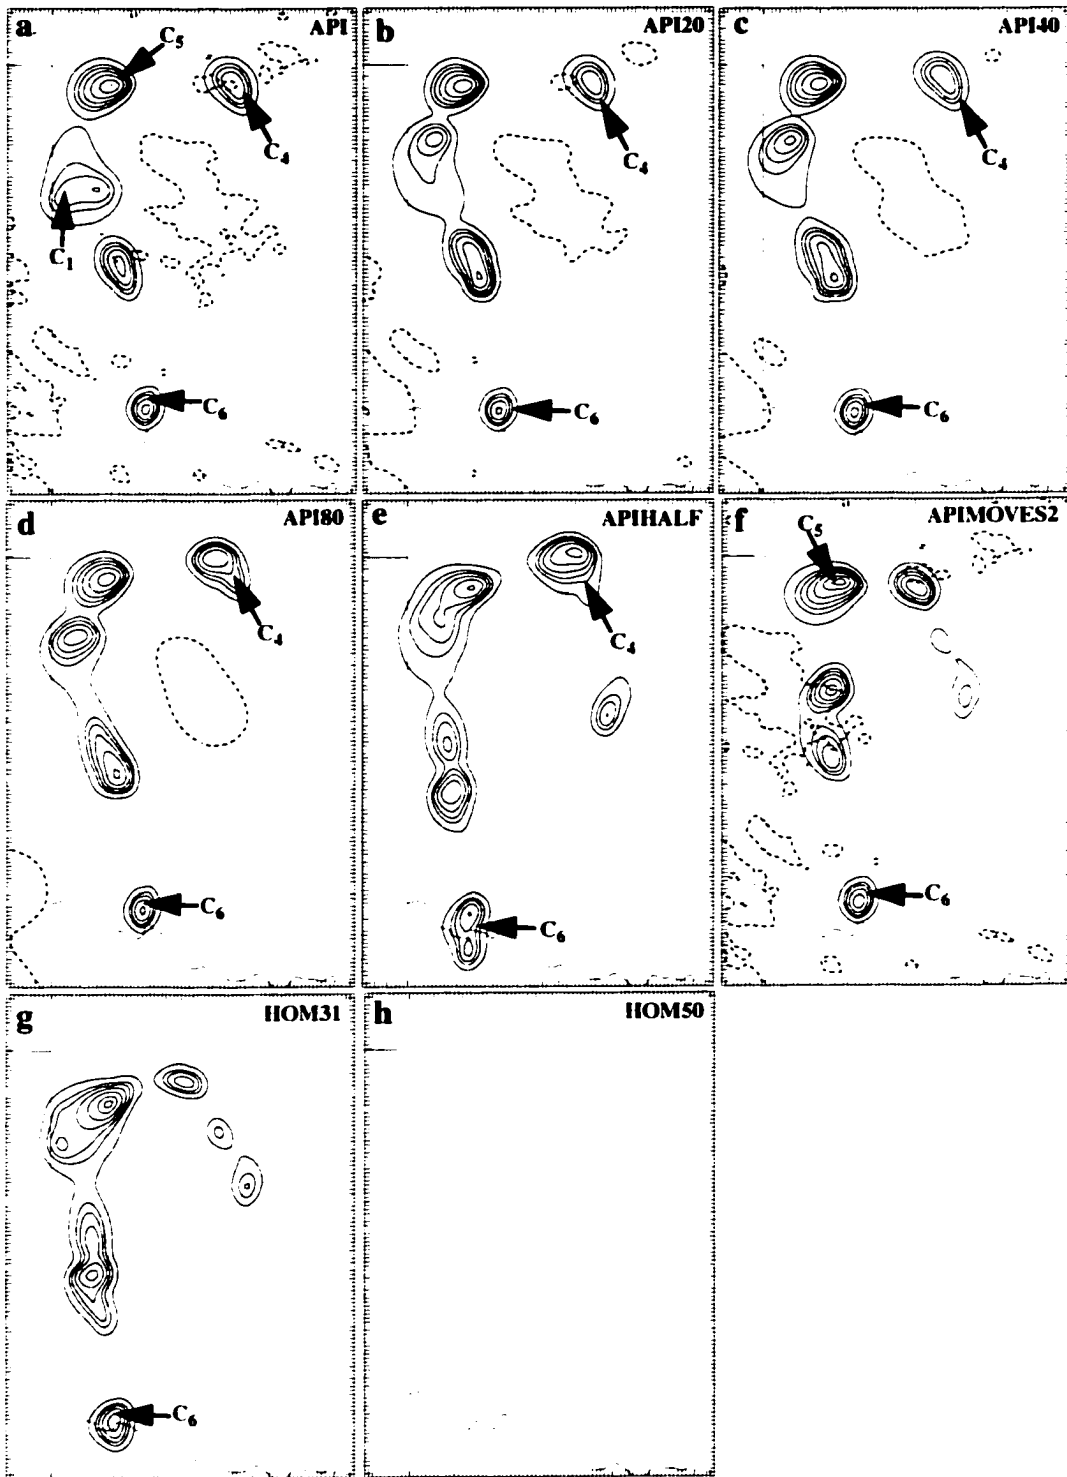 a API
C5
C4
C1
C6
b API20
C4
C6
c API40
C4
C6
d API80
C4
C6
e APIHALF
C4
C6
f APIMOVES2
C5
C6
g HOM31
C6
h HOM50